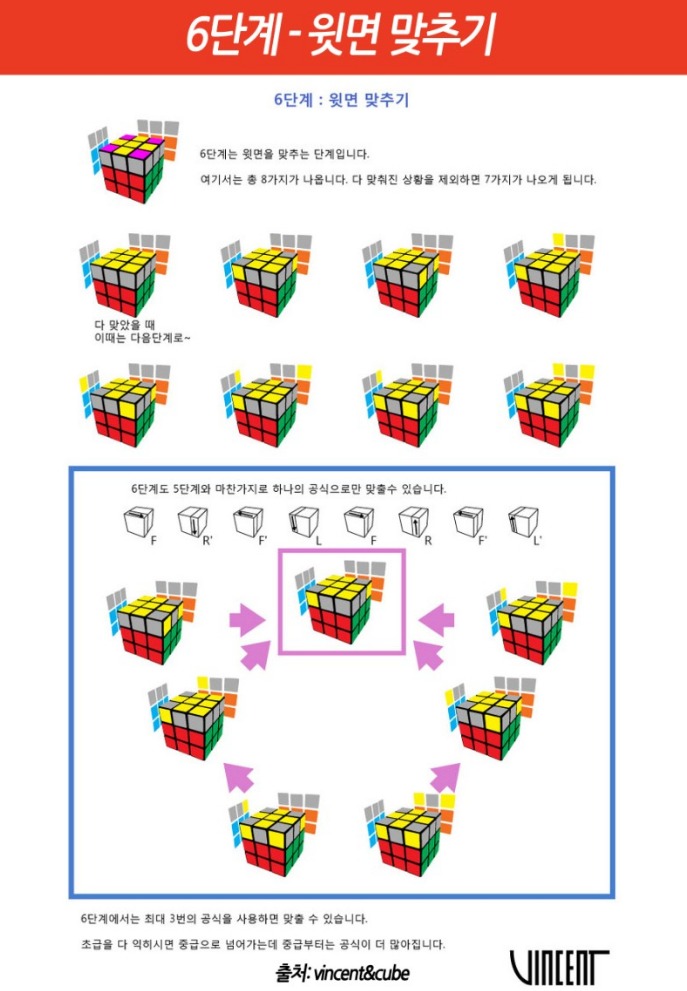 6단계 - 윗면 맞추기
6단계 : 윗면 맞추기
6단계는 윗면을 맞추는 단계입니다.
여기서는 총 8가지가 나옵니다. 다 맞춰진 상황을 제외하면 7가지가 나오게 됩니다.
다 맞았을 때
이때는 다음단계로~
6단계도 5단계와 마찬가지로 하나의 공식으로만 맞출수 있습니다.
F R' F' L F R F' L'
6단계에서는 최대 3번의 공식을 사용하면 맞출 수 있습니다.
초급을 다 익히시면 중급으로 넘어가는데 중급부터는 공식이 더 많아집니다.
출처: vincent&cube
VINCENT